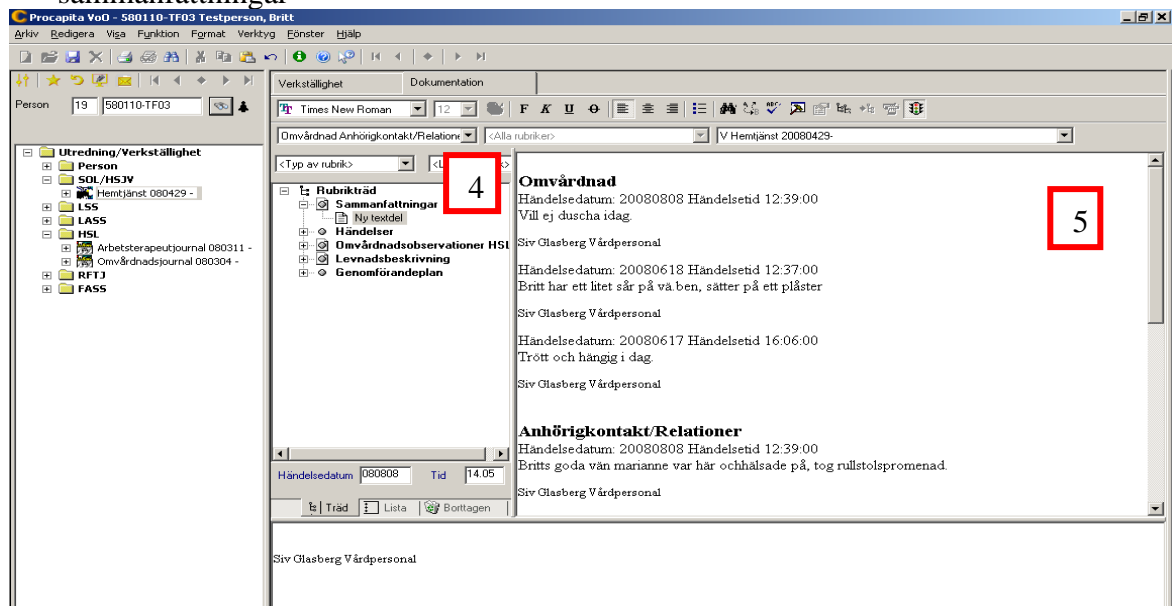 sammanfattningar
Procapita VoO - 580110-TF03 Testperson, Britt
Arkiv Redigera Visa Funktion Format Verktyg Fönster Hjälp
Person 19 580110-TF03
Utredning/Verkställighet
Person
SOL/HSJV
Hemtjänst 080429 -
LSS
LASS
HSL
Arbetsterapeutjournal 080311 -
Omvårdnadsjournal 080304 -
RFTJ
FASS
Verkställighet Dokumentation
Times New Roman 12 F K U
Omvårdnad Anhörigkontakt/Relatione <Alla rubriker> V Hemtjänst 20080429-
<Typ av rubrik>
4
Rubrikträd
Sammanfattningar
Ny textdel
Händelser
Omvårdnadsobservationer HSL
Levnadsbeskrivning
Genomförandeplan
Händelsedatum 080808 Tid 14.05
Träd Lista Borttagen
5
Omvårdnad
Händelsedatum: 20080808 Händelsetid 12:39:00
Vill ej duscha idag.
Siv Glasberg Vårdpersonal
Händelsedatum: 20080618 Händelsetid 12:37:00
Britt har ett litet sår på vä.ben, sätter på ett plåster
Siv Glasberg Vårdpersonal
Händelsedatum: 20080617 Händelsetid 16:06:00
Trött och hängig i dag.
Siv Glasberg Vårdpersonal
Anhörigkontakt/Relationer
Händelsedatum: 20080808 Händelsetid 12:39:00
Britts goda vän marianne var här ochhälsade på, tog rullstolspromenad.
Siv Glasberg Vårdpersonal
Siv Glasberg Vårdpersonal